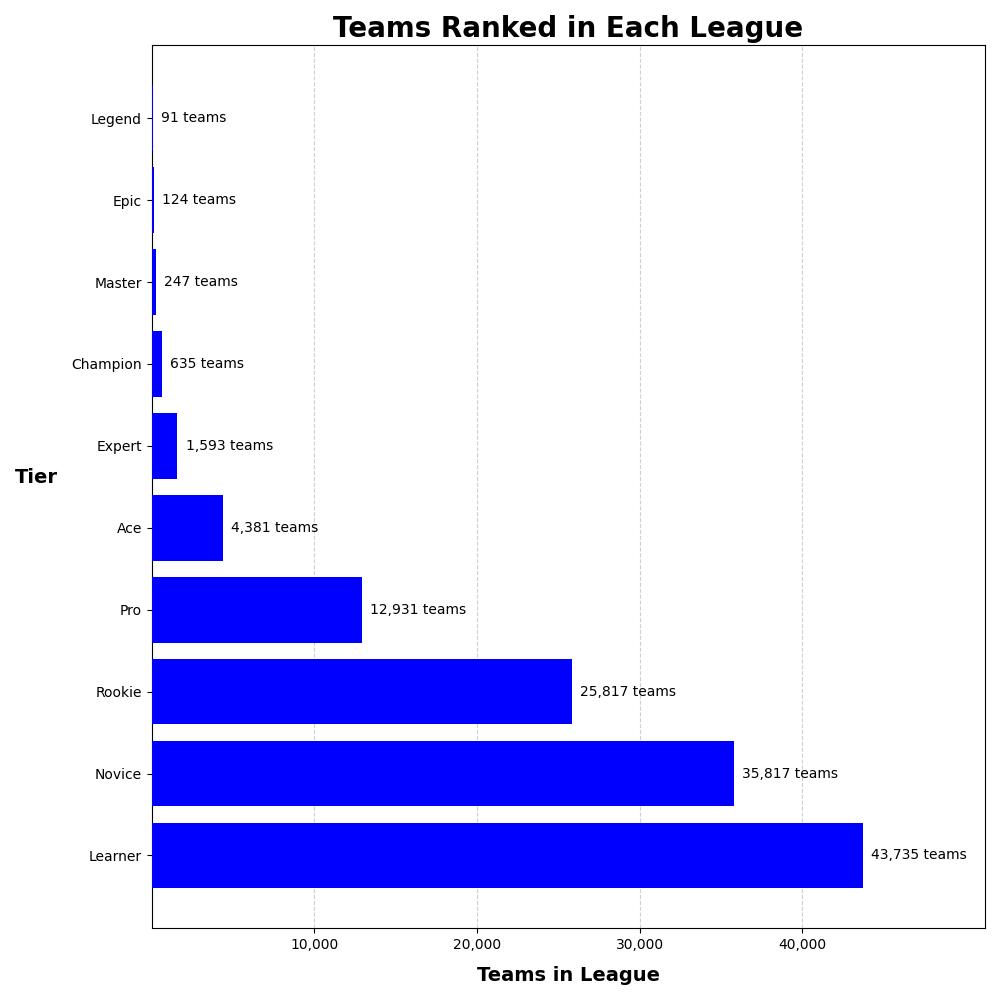 Teams Ranked in Each League
Legend 91 teams
Epic 124 teams
Master 247 teams
Champion 635 teams
Expert 1,593 teams
Tier
Ace 4,381 teams
Pro 12,931 teams
Rookie 25,817 teams
Novice 35,817 teams
Learner 43,735 teams
10,000 20,000 30,000 40,000
Teams in League